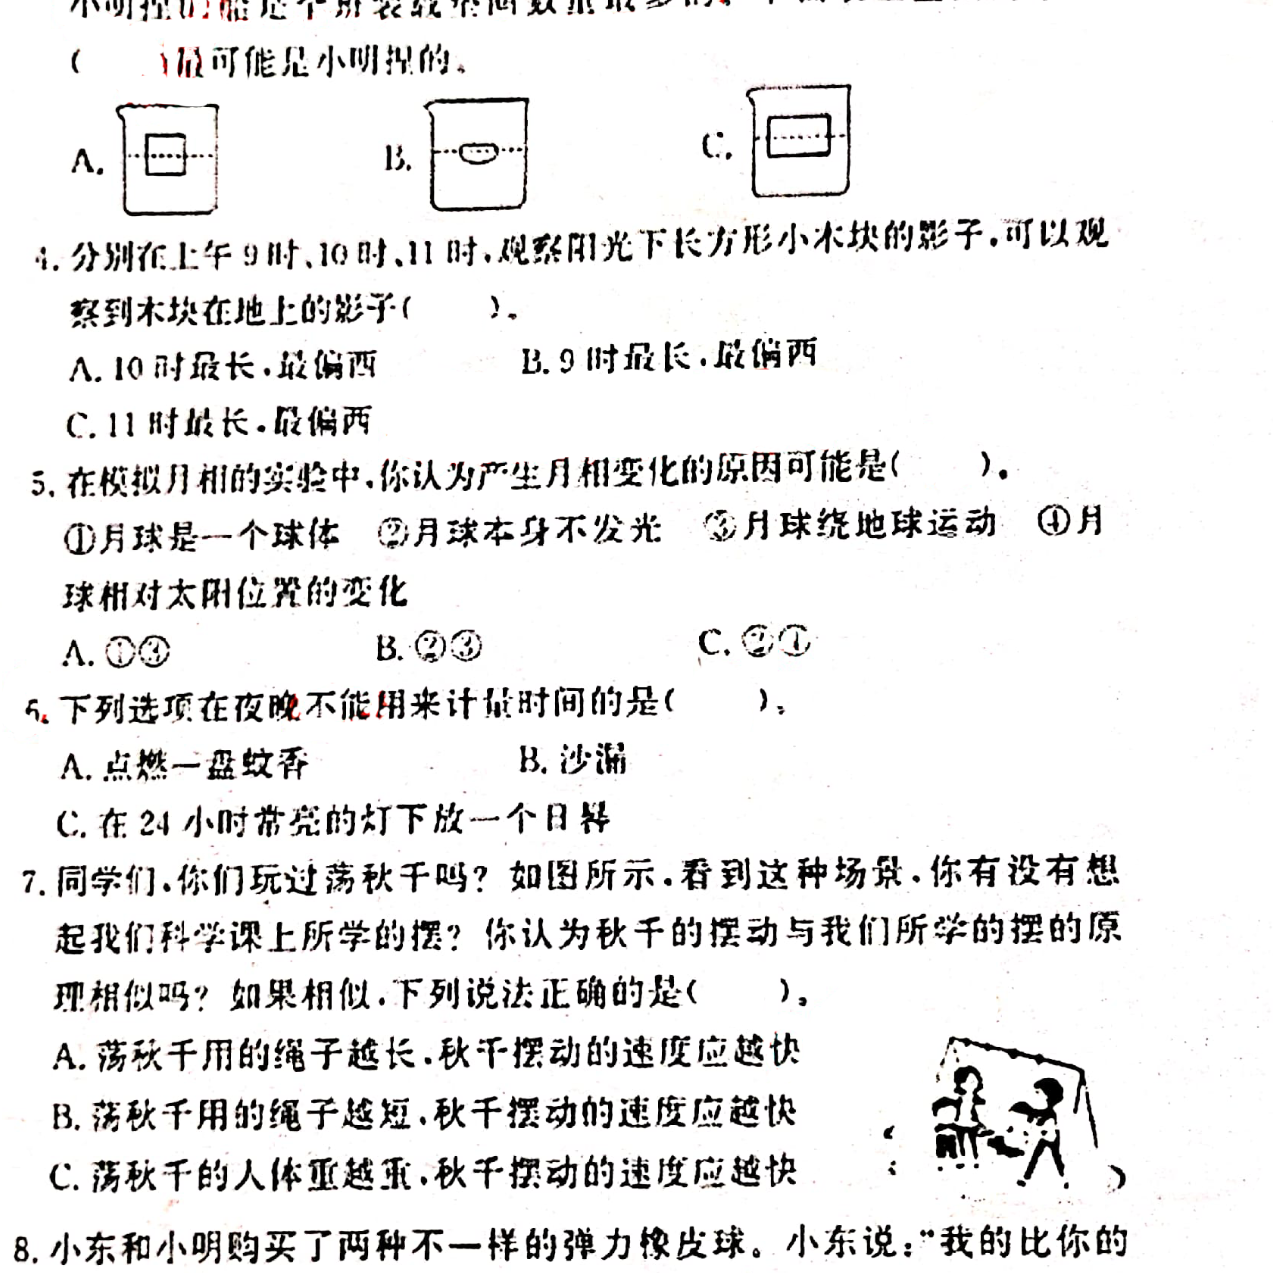 ( )最可能是小明捏的。
A. B. C.
4. 分别在上午 9 时、10 时、11 时,观察阳光下长方形小木块的影子,可以观
察到木块在地上的影子( )。
A. 10 时最长,最偏西 B. 9 时最长,最偏西
C. 11 时最长,最偏西
5. 在模拟月相的实验中,你认为产生月相变化的原因可能是( )。
①月球是一个球体 ②月球本身不发光 ③月球绕地球运动 ④月
球相对太阳位置的变化
A. ①③ B. ②③ C. ②④
6. 下列选项在夜晚不能用来计量时间的是( )。
A. 点燃一盘蚊香 B. 沙漏
C. 在 24 小时常亮的灯下放一个日晷
7. 同学们,你们玩过荡秋千吗? 如图所示,看到这种场景,你有没有想
起我们科学课上所学的摆? 你认为秋千的摆动与我们所学的摆的原
理相似吗? 如果相似,下列说法正确的是( )。
A. 荡秋千用的绳子越长,秋千摆动的速度应越快
B. 荡秋千用的绳子越短,秋千摆动的速度应越快
C. 荡秋千的人体重越重,秋千摆动的速度应越快
8. 小东和小明购买了两种不一样的弹力橡皮球。小东说:"我的比你的